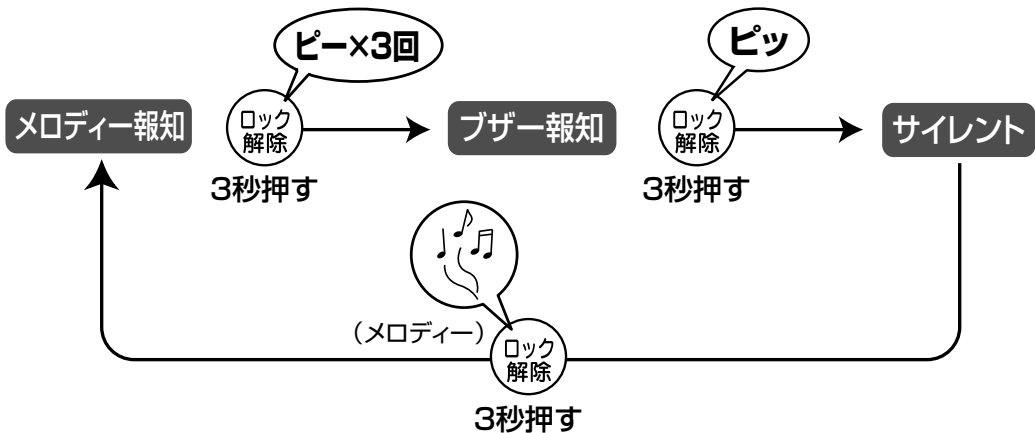 ピー×3回
ピッ
メロディー報知
ロック
解除
ブザー報知
ロック
解除
サイレント
3秒押す
3秒押す
（メロディー）
ロック
解除
3秒押す